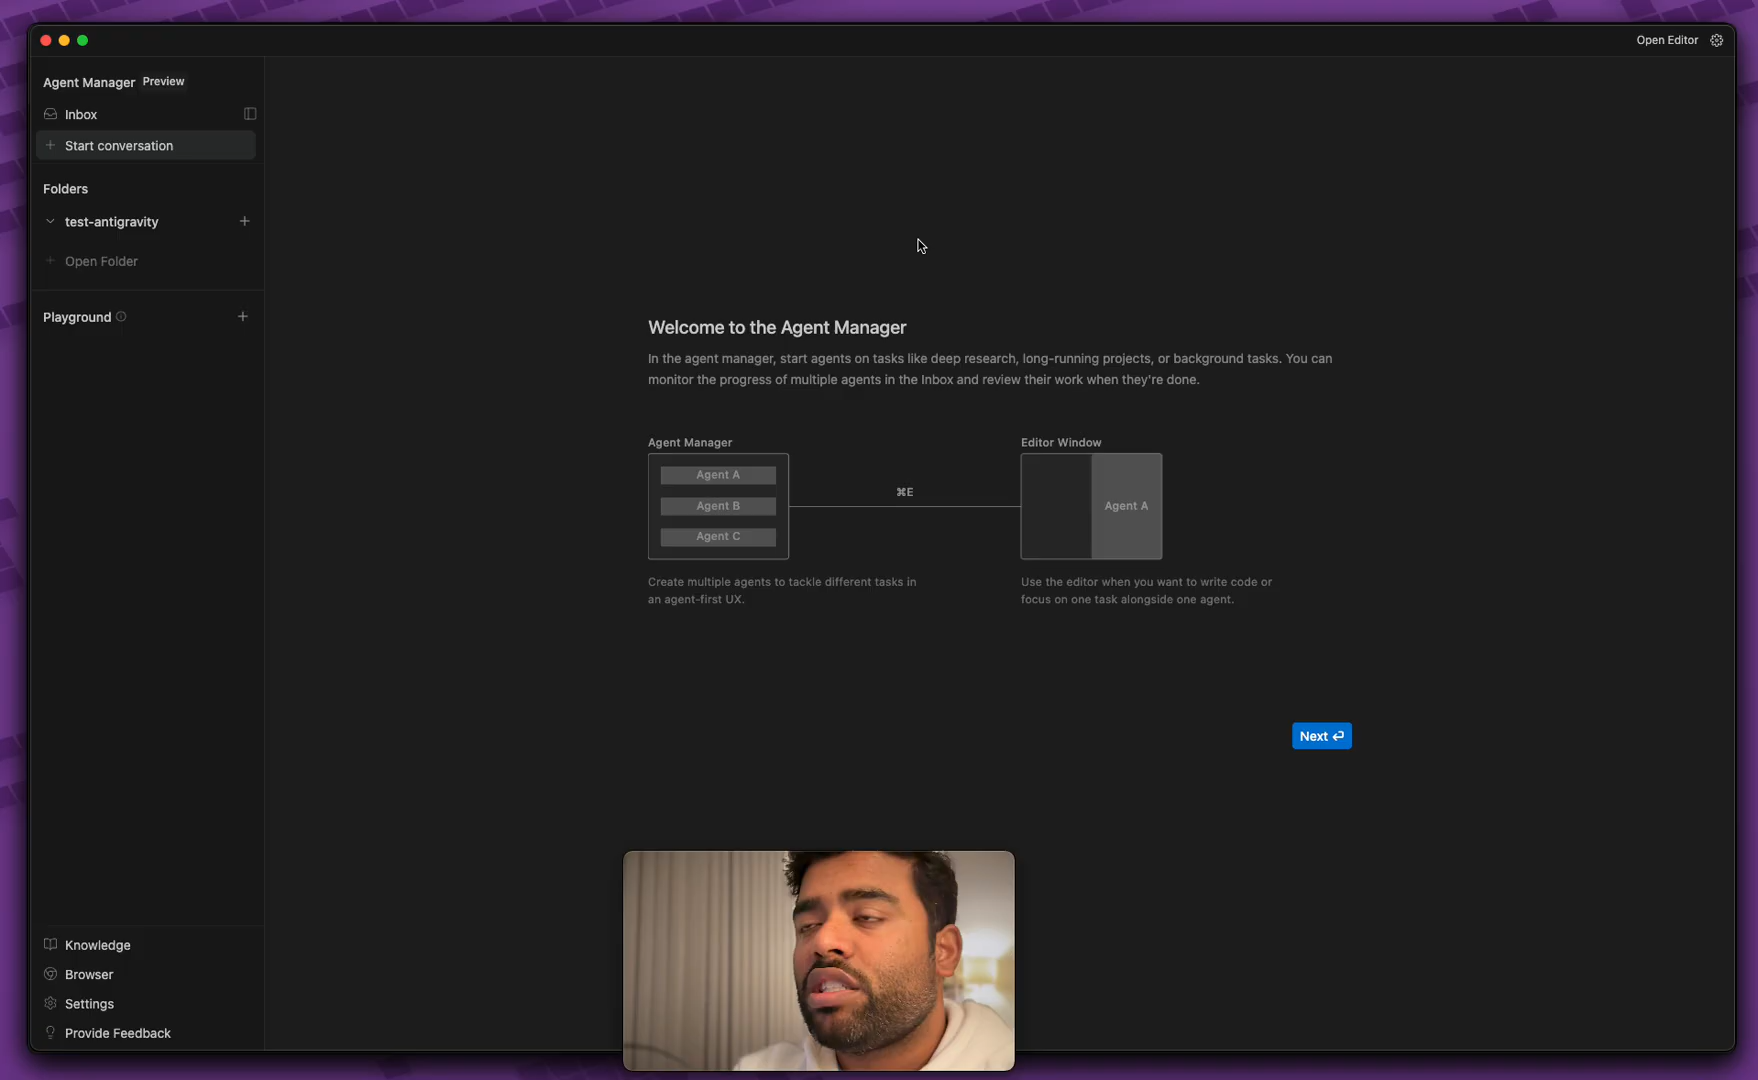 Open Editor
Agent Manager Preview
Inbox
Start conversation
Folders
test-antigravity
Open Folder
Playground
Welcome to the Agent Manager
In the agent manager, start agents on tasks like deep research, long-running projects, or background tasks. You can
monitor the progress of multiple agents in the Inbox and review their work when they're done.
Agent Manager
Agent A
Agent B
Agent C
⌘E
Editor Window
Agent A
Create multiple agents to tackle different tasks in
an agent-first UX.
Use the editor when you want to write code or
focus on one task alongside one agent.
Next ⏎
Knowledge
Browser
Settings
Provide Feedback